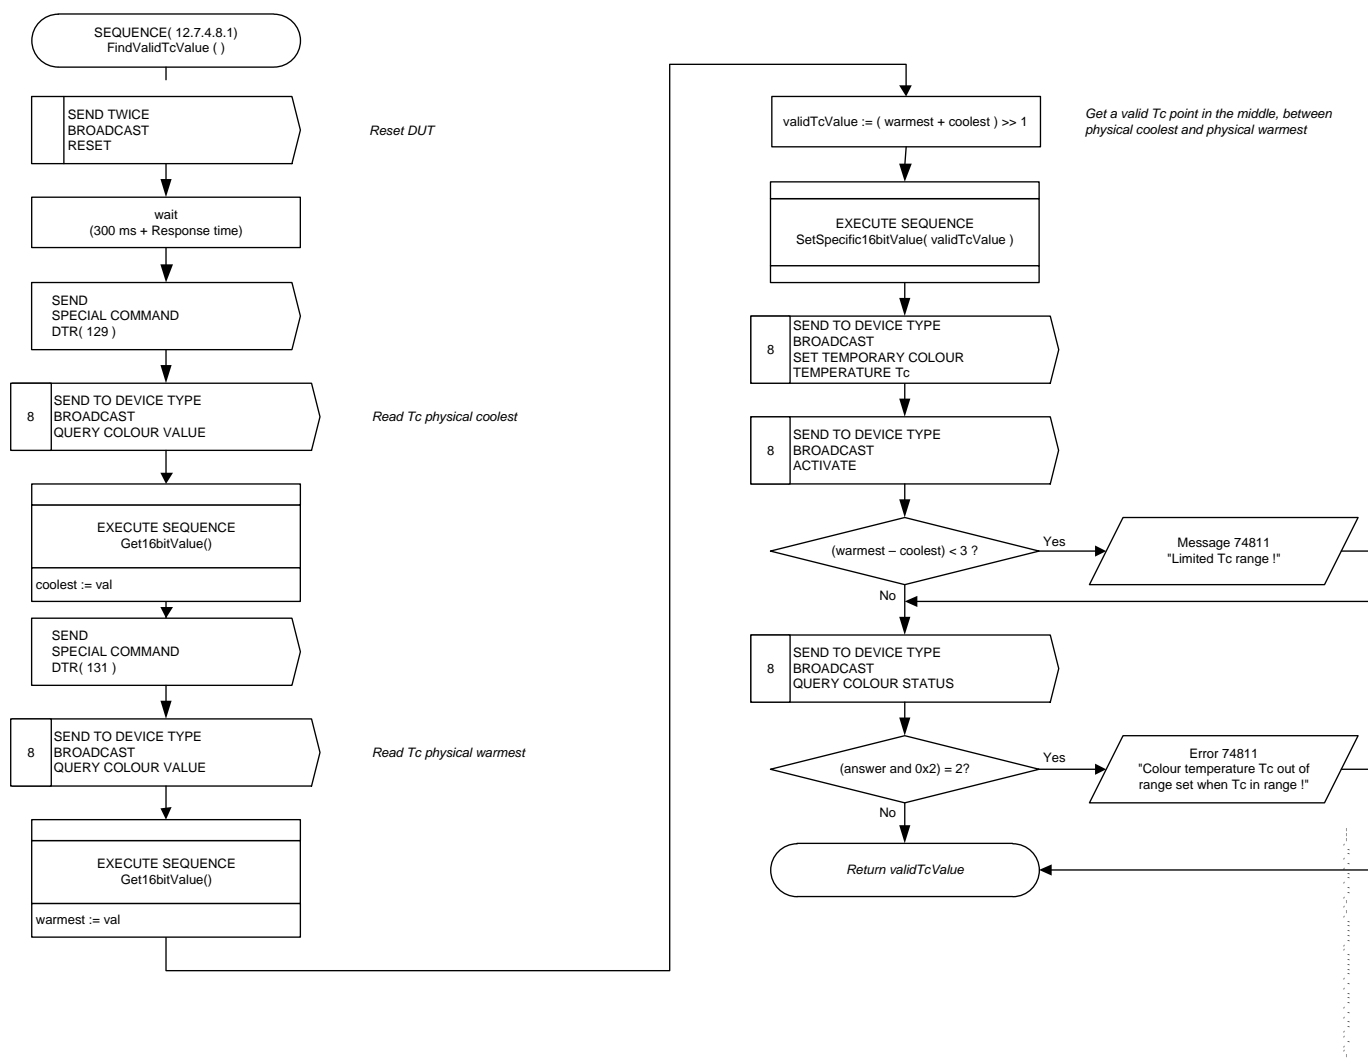 SEQUENCE( 12.7.4.8.1)
FindValidTcValue ( )
SEND TWICE
BROADCAST
RESET
Reset DUT
wait
(300 ms + Response time)
SEND
SPECIAL COMMAND
DTR( 129 )
8
SEND TO DEVICE TYPE
BROADCAST
QUERY COLOUR VALUE
Read Tc physical coolest
EXECUTE SEQUENCE
Get16bitValue()
coolest := val
SEND
SPECIAL COMMAND
DTR( 131 )
8
SEND TO DEVICE TYPE
BROADCAST
QUERY COLOUR VALUE
Read Tc physical warmest
EXECUTE SEQUENCE
Get16bitValue()
warmest := val
validTcValue := ( warmest + coolest ) >> 1
Get a valid Tc point in the middle, between
physical coolest and physical warmest
EXECUTE SEQUENCE
SetSpecific16bitValue( validTcValue )
8
SEND TO DEVICE TYPE
BROADCAST
SET TEMPORARY COLOUR
TEMPERATURE Tc
8
SEND TO DEVICE TYPE
BROADCAST
ACTIVATE
(warmest – coolest) < 3 ?
Yes
Message 74811
"Limited Tc range !"
No
8
SEND TO DEVICE TYPE
BROADCAST
QUERY COLOUR STATUS
(answer and 0x2) = 2?
Yes
Error 74811
"Colour temperature Tc out of
range set when Tc in range !"
No
Return validTcValue